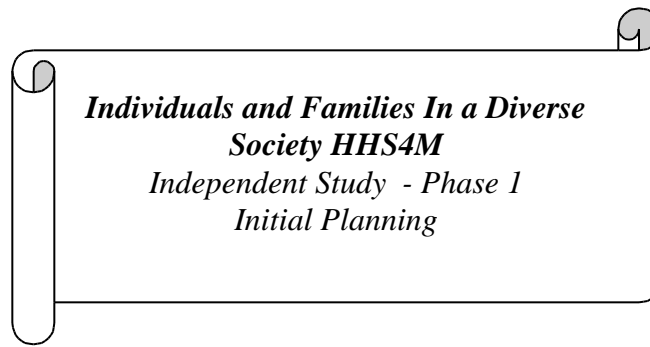 Individuals and Families In a Diverse
Society HHS4M
Independent Study - Phase 1
Initial Planning